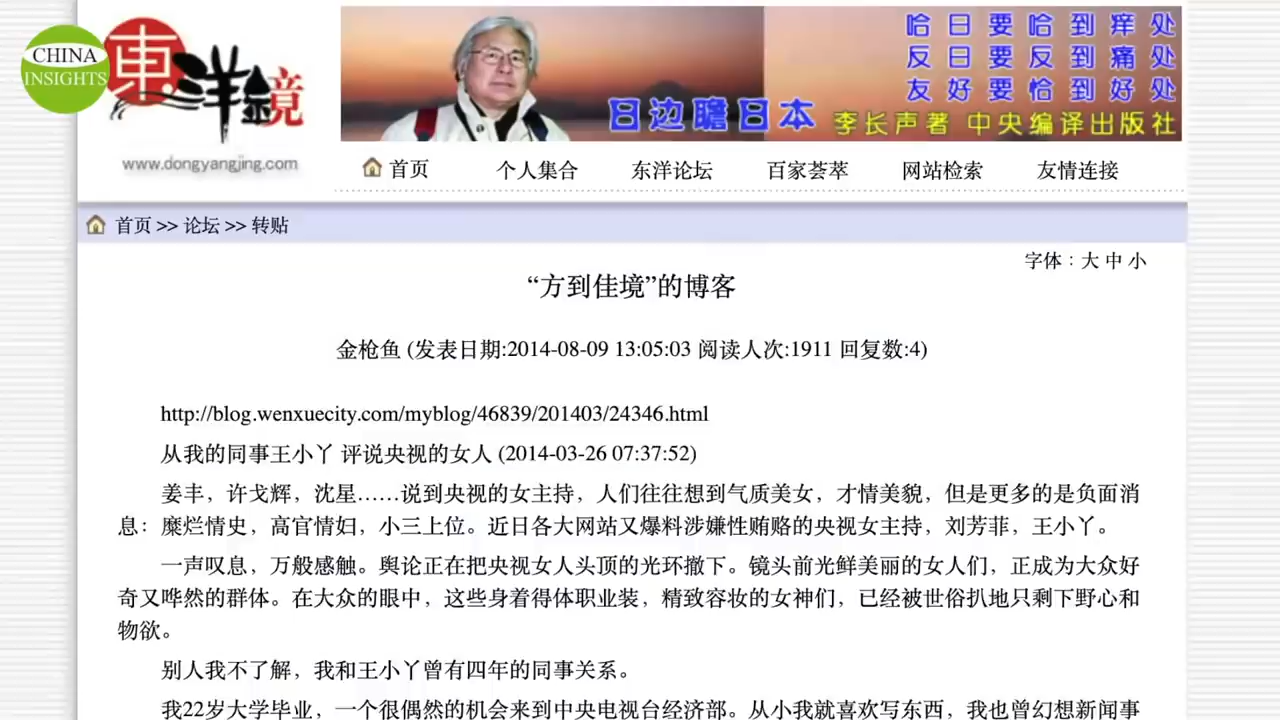 CHINA
INSIGHTS
東洋鏡
www.dongyangjing.com
哈日要哈到痒处
反日要反到痛处
友好要恰到好处
日边瞻日本 李长声著 中央编译出版社
首页 个人集合 东洋论坛 百家荟萃 网站检索 友情连接
首页 >> 论坛 >> 转贴
字体：大 中 小
“方到佳境”的博客
金枪鱼 (发表日期:2014-08-09 13:05:03 阅读人次:1911 回复数:4)
http://blog.wenxuecity.com/myblog/46839/201403/24346.html
从我的同事王小丫 评说央视的女人 (2014-03-26 07:37:52)
姜丰，许戈辉，沈星……说到央视的女主持，人们往往想到气质美女，才情美貌，但是更多的是负面消
息：糜烂情史，高官情妇，小三上位。近日各大网站又爆料涉嫌性贿赂的央视女主持，刘芳菲，王小丫。
一声叹息，万般感触。舆论正在把央视女人头顶的光环撤下。镜头前光鲜美丽的女人们，正成为大众好
奇又哗然的群体。在大众的眼中，这些身着得体职业装，精致容妆的女神们，已经被世俗扒地只剩下野心和
物欲。
别人我不了解，我和王小丫曾有四年的同事关系。
我22岁大学毕业，一个很偶然的机会来到中央电视台经济部。从小我就喜欢写东西，我也曾幻想新闻事